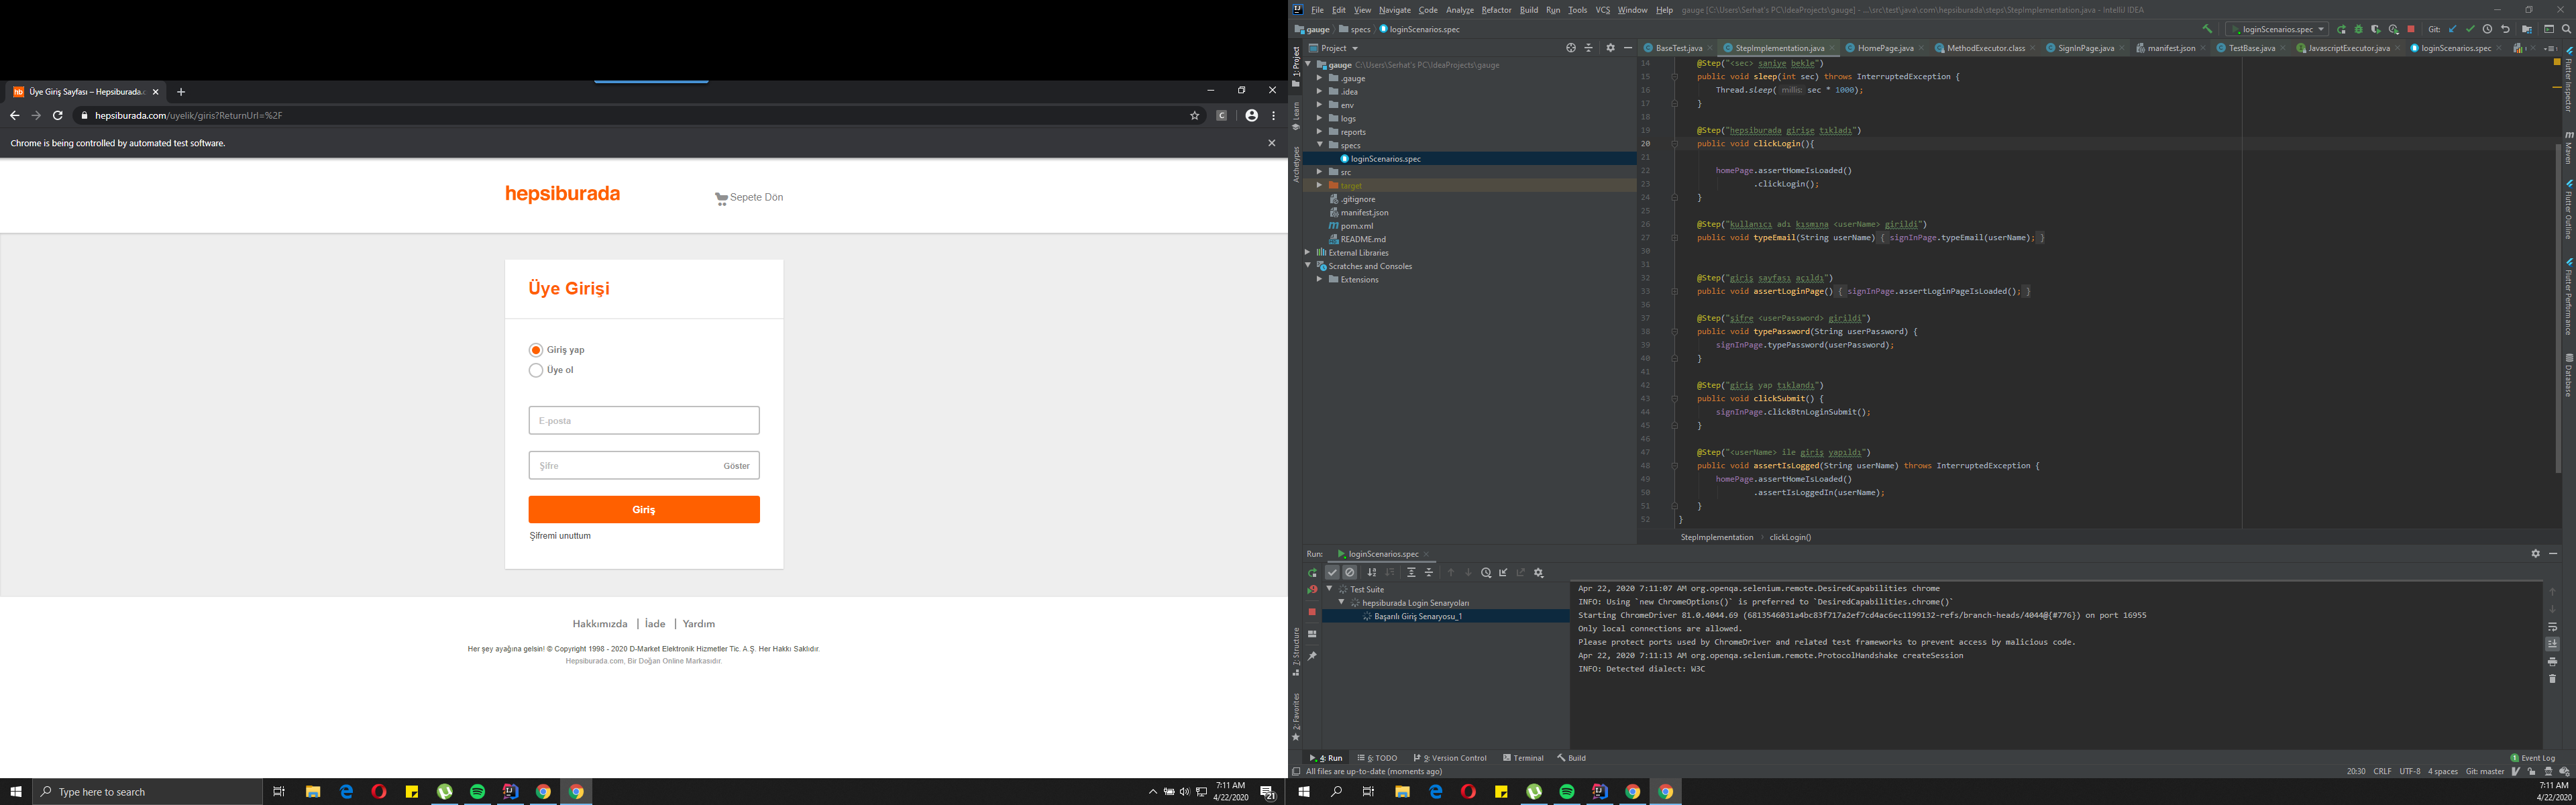 Üye Giriş Sayfası – Hepsiburada.c
hepsiburada.com/uyelik/giris?ReturnUrl=%2F
Chrome is being controlled by automated test software.
hepsiburada
Sepete Dön
Üye Girişi
Giriş yap
Üye ol
E-posta
Şifre Göster
Giriş
Şifremi unuttum
Hakkımızda | İade | Yardım
Her şey ayağına gelsin! © Copyright 1998 - 2020 D-Market Elektronik Hizmetler Tic. A.Ş. Her Hakkı Saklıdır.
Hepsiburada.com, Bir Doğan Online Markasıdır.
Type here to search
7:11 AM
4/22/2020
21
File Edit View Navigate Code Analyze Refactor Build Run Tools VCS Window Help gauge [C:\Users\Serhat's PC\IdeaProjects\gauge] - ...\src\test\java\com\hepsiburada\steps\StepImplementation.java - IntelliJ IDEA
gauge specs loginScenarios.spec
loginScenarios.spec
Git:
Project
BaseTest.java StepImplementation.java HomePage.java MethodExecutor.class SignInPage.java manifest.json TestBase.java JavascriptExecutor.java loginScenarios.spec
gauge C:\Users\Serhat's PC\IdeaProjects\gauge
.gauge
.idea
env
logs
reports
specs
loginScenarios.spec
src
target
.gitignore
manifest.json
pom.xml
README.md
External Libraries
Scratches and Consoles
Extensions
1: Project
Learn
Archetypes
7: Structure
2: Favorites
14 @Step("<sec> saniye bekle")
15 public void sleep(int sec) throws InterruptedException {
16 Thread.sleep( millis: sec * 1000);
17 }
18
19 @Step("hepsiburada girişe tıkladı")
20 public void clickLogin(){
21
22 homePage.assertHomeIsLoaded()
23 .clickLogin();
24 }
25
26 @Step("kullanıcı adı kısmına <userName> girildi")
27 public void typeEmail(String userName) { signInPage.typeEmail(userName); }
30
31
32 @Step("giriş sayfası açıldı")
33 public void assertLoginPage() { signInPage.assertLoginPageIsLoaded(); }
36
37 @Step("şifre <userPassword> girildi")
38 public void typePassword(String userPassword) {
39 signInPage.typePassword(userPassword);
40 }
41
42 @Step("giriş yap tıklandı")
43 public void clickSubmit() {
44 signInPage.clickBtnLoginSubmit();
45 }
46
47 @Step("<userName> ile giriş yapıldı")
48 public void assertIsLogged(String userName) throws InterruptedException {
49 homePage.assertHomeIsLoaded()
50 .assertIsLoggedIn(userName);
51 }
52 }
StepImplementation clickLogin()
Flutter Inspector
Maven
Flutter Outline
Flutter Performance
Database
Run: loginScenarios.spec
Test Suite
hepsiburada Login Senaryoları
Başarılı Giriş Senaryosu_1
Apr 22, 2020 7:11:07 AM org.openqa.selenium.remote.DesiredCapabilities chrome
INFO: Using `new ChromeOptions()` is preferred to `DesiredCapabilities.chrome()`
Starting ChromeDriver 81.0.4044.69 (6813546031a4bc83f717a2ef7cd4ac6ec1199132-refs/branch-heads/4044@{#776}) on port 16955
Only local connections are allowed.
Please protect ports used by ChromeDriver and related test frameworks to prevent access by malicious code.
Apr 22, 2020 7:11:13 AM org.openqa.selenium.remote.ProtocolHandshake createSession
INFO: Detected dialect: W3C
4: Run 6: TODO 9: Version Control Terminal Build
1 Event Log
All files are up-to-date (moments ago)
20:30 CRLF UTF-8 4 spaces Git: master
7:11 AM
4/22/2020